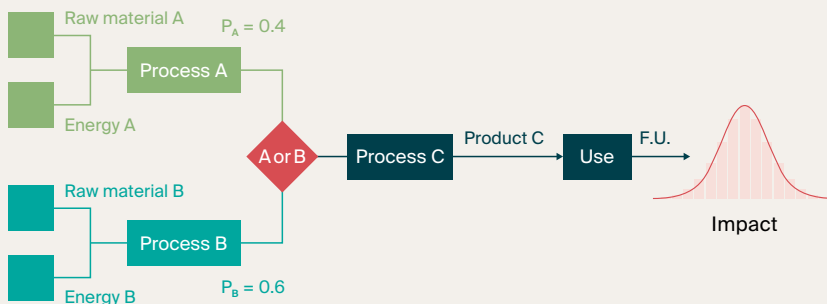 Raw material A
P_A = 0.4
Process A
Energy A
A or B
Process C
Product C
Use
F.U.
Impact
Raw material B
Process B
P_B = 0.6
Energy B